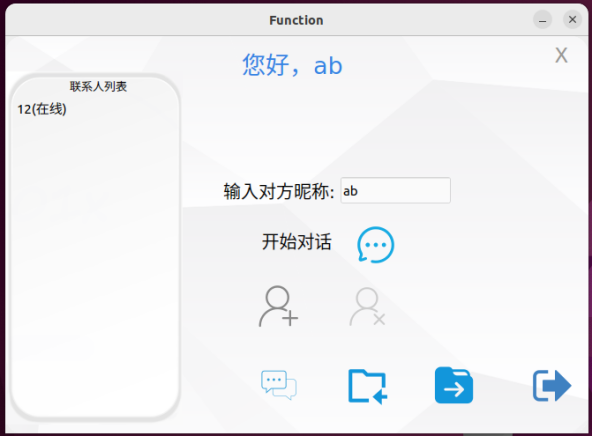 Function
您好，ab
X
联系人列表
12(在线)
输入对方昵称: ab
开始对话